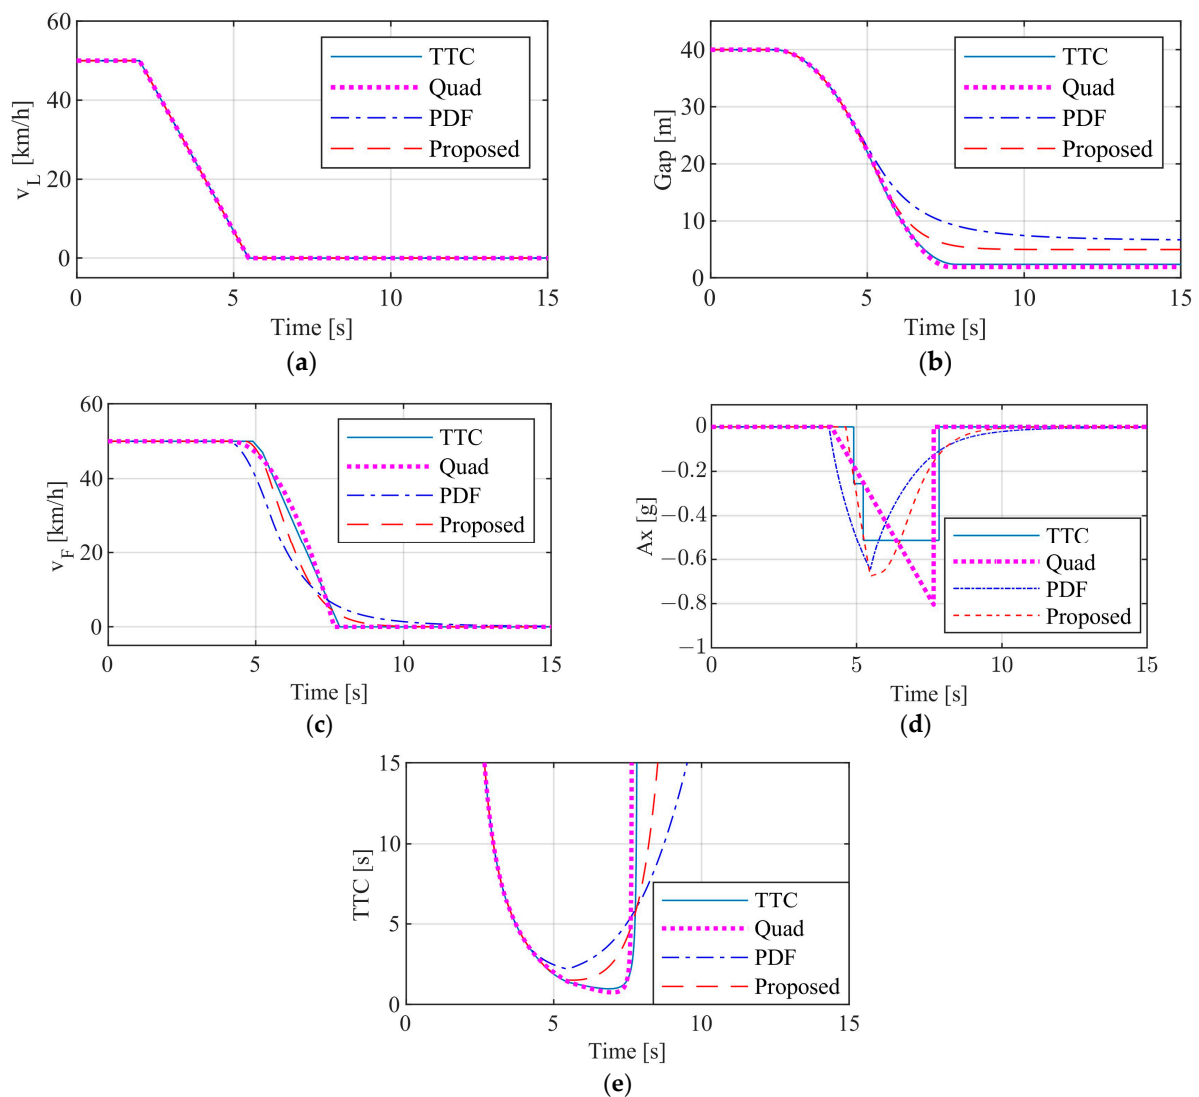 60
40
20
0
0
5
10
15
v_L [km/h]
Time [s]
TTC
Quad
PDF
Proposed
(a)
40
30
20
10
0
0
5
10
15
Gap [m]
Time [s]
TTC
Quad
PDF
Proposed
(b)
60
40
20
0
0
5
10
15
v_F [km/h]
Time [s]
TTC
Quad
PDF
Proposed
(c)
0
−0.2
−0.4
−0.6
−0.8
−1
0
5
10
15
Ax [g]
Time [s]
TTC
Quad
PDF
Proposed
(d)
15
10
5
0
0
5
10
15
TTC [s]
Time [s]
TTC
Quad
PDF
Proposed
(e)